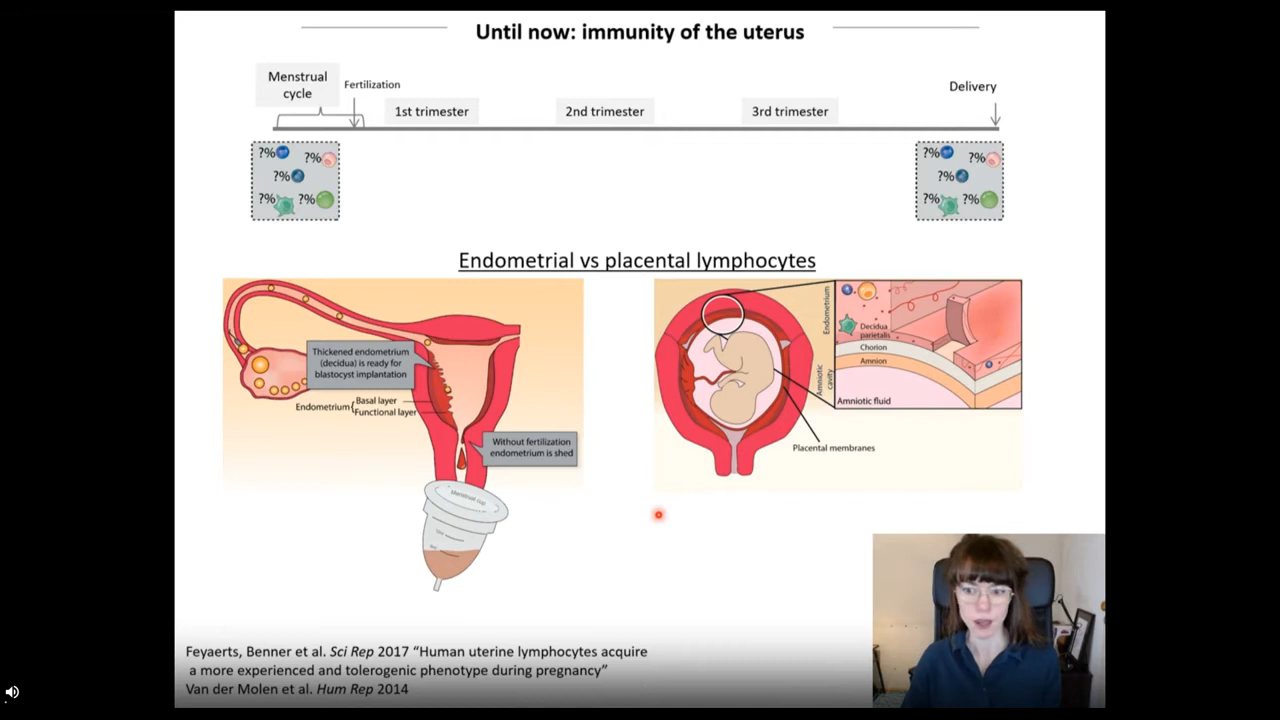 Until now: immunity of the uterus
Menstrual
cycle
Fertilization
1st trimester
2nd trimester
3rd trimester
Delivery
?%
?%
?%
?%
?%
?%
?%
?%
?%
?%
Endometrial vs placental lymphocytes
Thickened endometrium
(decidua) is ready for
blastocyst implantation
Endometrium
Basal layer
Functional layer
Without fertilization
endometrium is shed
Menstrual cup
Endometrium
Decidua
parietalis
Chorion
Amnion
Amniotic
cavity
Amniotic fluid
Placental membranes
Feyaerts, Benner et al. Sci Rep 2017 “Human uterine lymphocytes acquire
a more experienced and tolerogenic phenotype during pregnancy”
Van der Molen et al. Hum Rep 2014